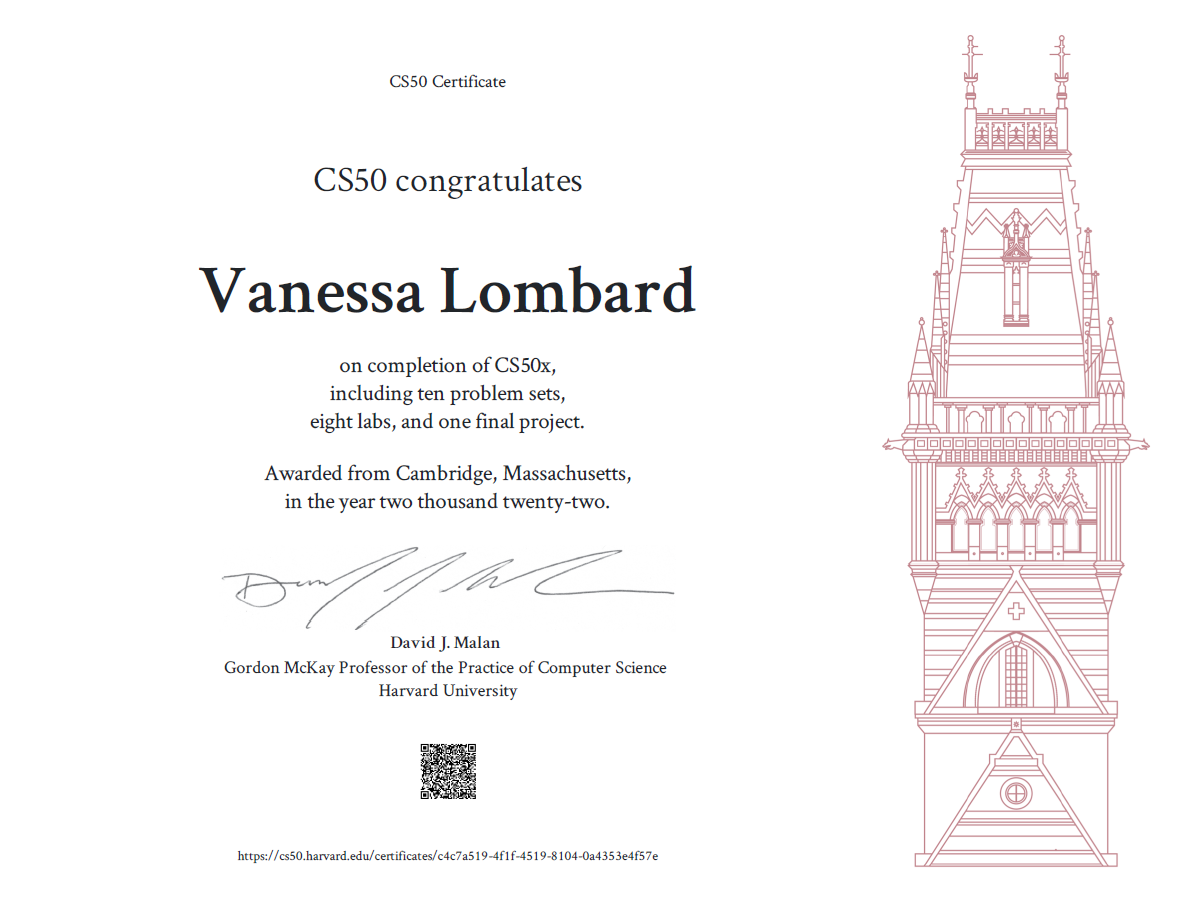 CS50 Certificate
CS50 congratulates
Vanessa Lombard
on completion of CS50x,
including ten problem sets,
eight labs, and one final project.
Awarded from Cambridge, Massachusetts,
in the year two thousand twenty-two.
David J. Malan
Gordon McKay Professor of the Practice of Computer Science
Harvard University
https://cs50.harvard.edu/certificates/c4c7a519-4f1f-4519-8104-0a4353e4f57e